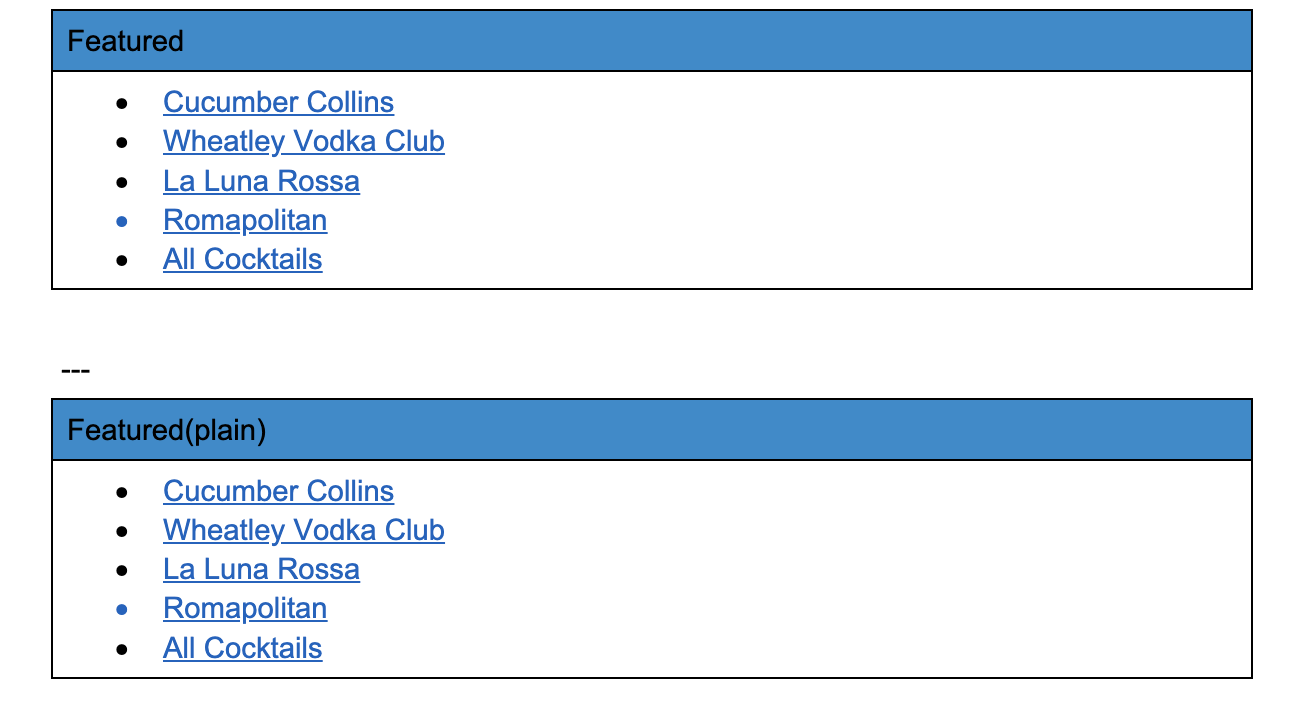 Featured
● Cucumber Collins
● Wheatley Vodka Club
● La Luna Rossa
● Romapolitan
● All Cocktails
---
Featured(plain)
● Cucumber Collins
● Wheatley Vodka Club
● La Luna Rossa
● Romapolitan
● All Cocktails